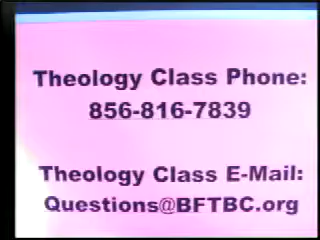 Theology Class Phone:
856-816-7839
Theology Class E-Mail:
Questions@BFTBC.org